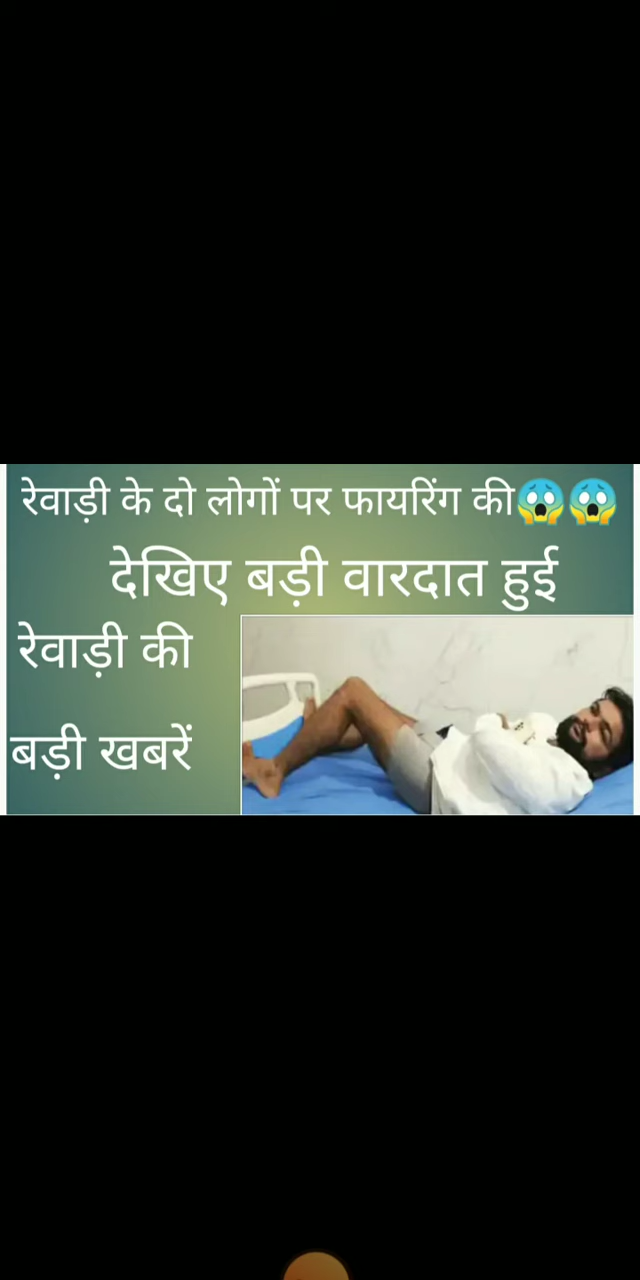 रेवाड़ी के दो लोगों पर फायरिंग की😱😱
देखिए बड़ी वारदात हुई
रेवाड़ी की
बड़ी खबरें